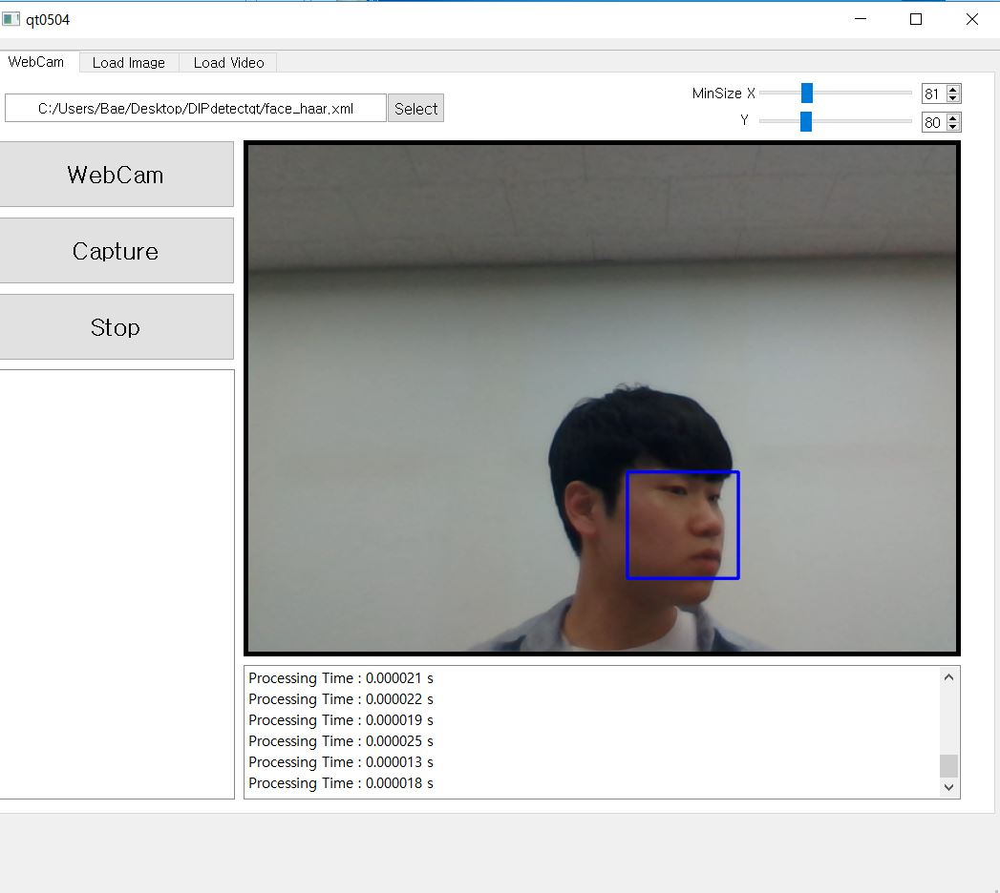 qt0504
WebCam Load Image Load Video
C:/Users/Bae/Desktop/DIPdetectqt/face_haar.xml Select
MinSize X 81
Y 80
WebCam
Capture
Stop
Processing Time : 0.000021 s
Processing Time : 0.000022 s
Processing Time : 0.000019 s
Processing Time : 0.000025 s
Processing Time : 0.000013 s
Processing Time : 0.000018 s